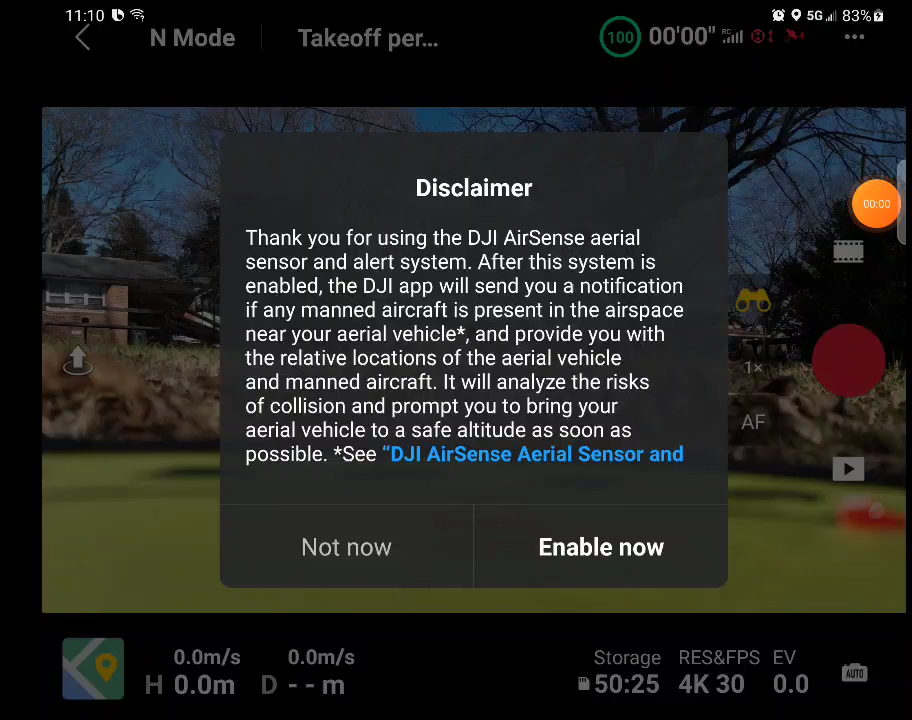 11:10
5G 83%
N Mode
Takeoff per...
100
00'00"
RC
4
Disclaimer
00:00
Thank you for using the DJI AirSense aerial
sensor and alert system. After this system is
enabled, the DJI app will send you a notification
if any manned aircraft is present in the airspace
near your aerial vehicle*, and provide you with
the relative locations of the aerial vehicle
and manned aircraft. It will analyze the risks
of collision and prompt you to bring your
aerial vehicle to a safe altitude as soon as
possible. *See “DJI AirSense Aerial Sensor and
1×
AF
Not now
Enable now
0.0m/s 0.0m/s
H 0.0m D - - m
Storage RES&FPS EV
50:25 4K 30 0.0
AUTO